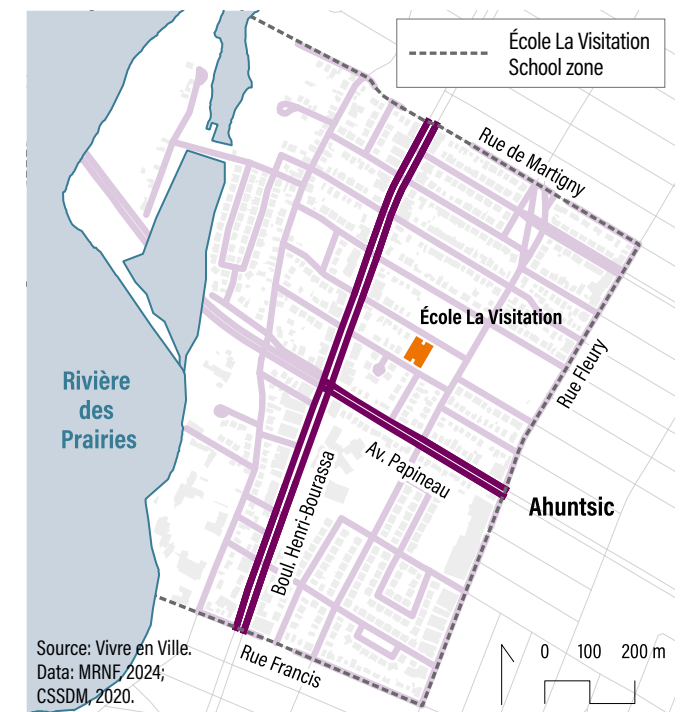 École La Visitation
School zone
Rue de Martigny
École La Visitation
Rue Fleury
Rivière
des
Prairies
Av. Papineau
Boul. Henri-Bourassa
Ahuntsic
Source: Vivre en Ville.
Data: MRNF, 2024;
CSSDM, 2020.
Rue Francis
0 100 200 m